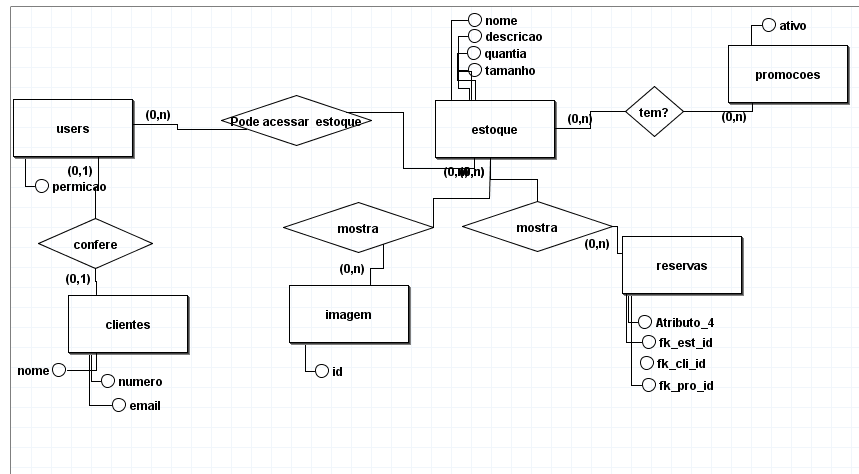 nome
descricao
quantia
tamanho
ativo
promocoes
users
(0,n)
Pode acessar estoque
estoque
(0,n)
tem?
(0,n)
(0,1)
permicao
(0,n)
(0,n)
confere
mostra
mostra
(0,n)
(0,n)
reservas
(0,1)
clientes
imagem
Atributo_4
fk_est_id
fk_cli_id
fk_pro_id
nome
numero
email
id